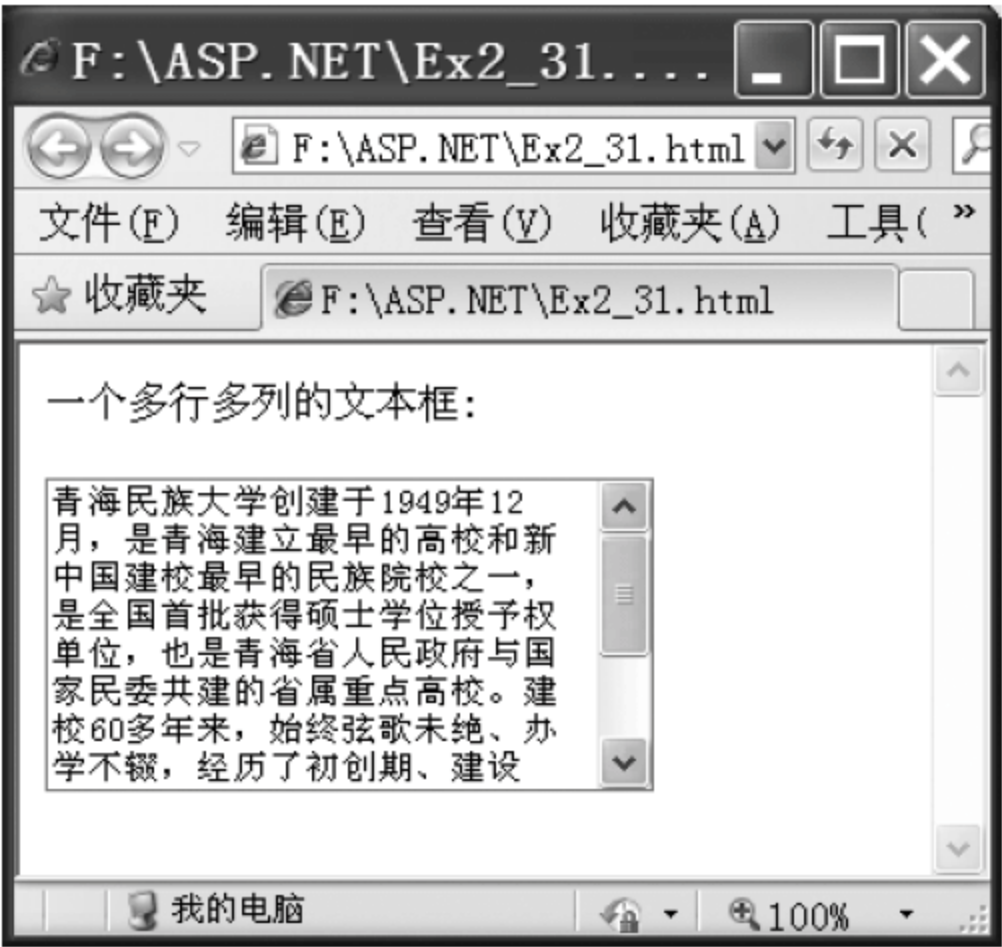 F:\ASP.NET\Ex2_31....
F:\ASP.NET\Ex2_31.html
文件(F) 编辑(E) 查看(V) 收藏夹(A) 工具( »
收藏夹 F:\ASP.NET\Ex2_31.html
一个多行多列的文本框:
青海民族大学创建于1949年12
月，是青海建立最早的高校和新
中国建校最早的民族院校之一，
是全国首批获得硕士学位授予权
单位，也是青海省人民政府与国
家民委共建的省属重点高校。建
校60多年来，始终弦歌未绝、办
学不辍，经历了初创期、建设
我的电脑 100%